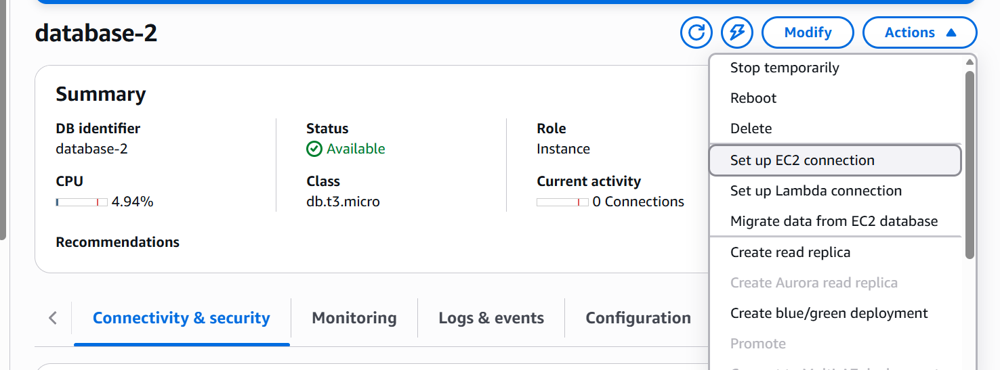 database-2
Modify
Actions
Summary
DB identifier
database-2
Status
Available
Role
Instance
CPU
4.94%
Class
db.t3.micro
Current activity
0 Connections
Recommendations
Connectivity & security
Monitoring
Logs & events
Configuration
Stop temporarily
Reboot
Delete
Set up EC2 connection
Set up Lambda connection
Migrate data from EC2 database
Create read replica
Create Aurora read replica
Create blue/green deployment
Promote